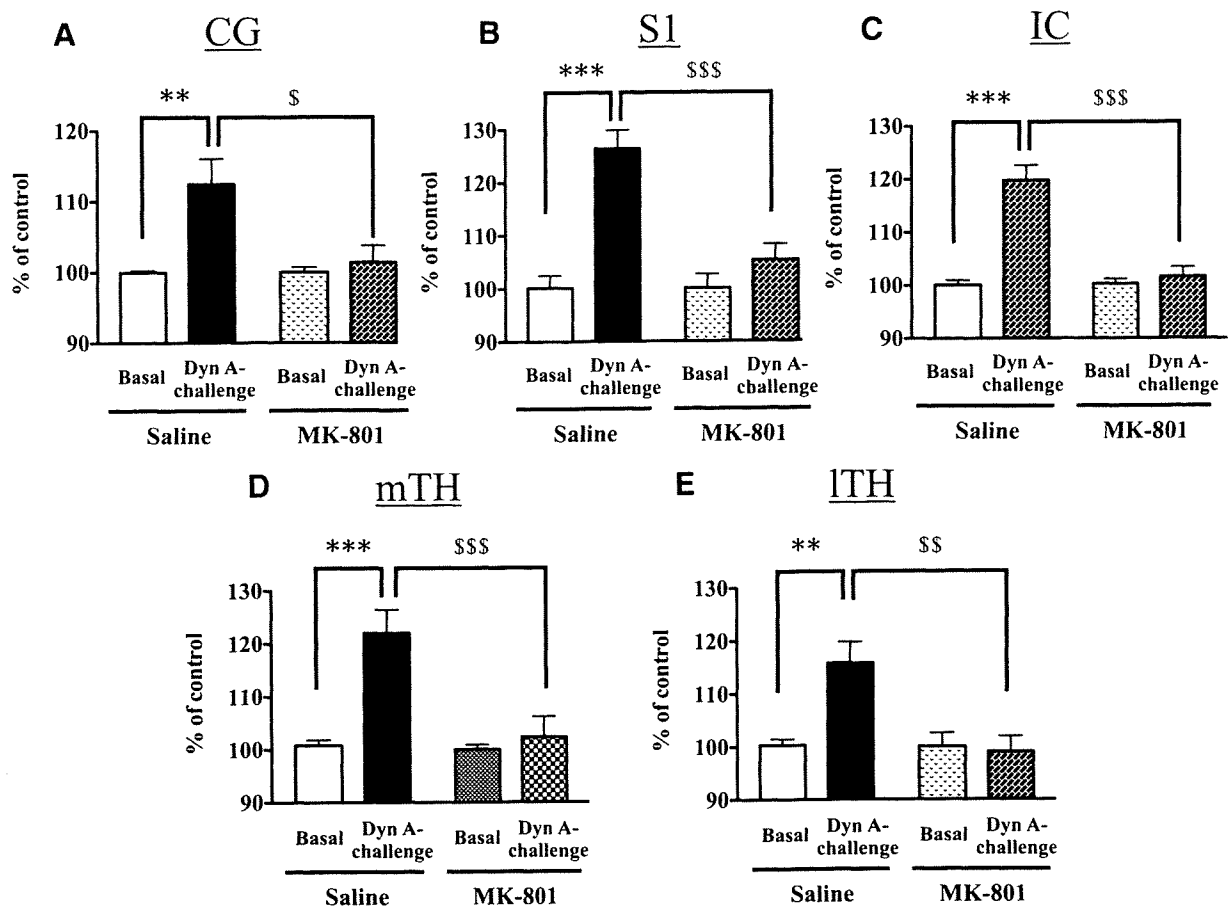 A CG
** $
120
110
100
90
% of control
Basal Dyn A-challenge Basal Dyn A-challenge
Saline MK-801
B S1
*** $$$
130
120
110
100
90
% of control
Basal Dyn A-challenge Basal Dyn A-challenge
Saline MK-801
C IC
*** $$$
130
120
110
100
90
% of control
Basal Dyn A-challenge Basal Dyn A-challenge
Saline MK-801
D mTH
*** $$$
130
120
110
100
90
% of control
Basal Dyn A-challenge Basal Dyn A-challenge
Saline MK-801
E lTH
** $$
130
120
110
100
90
% of control
Basal Dyn A-challenge Basal Dyn A-challenge
Saline MK-801